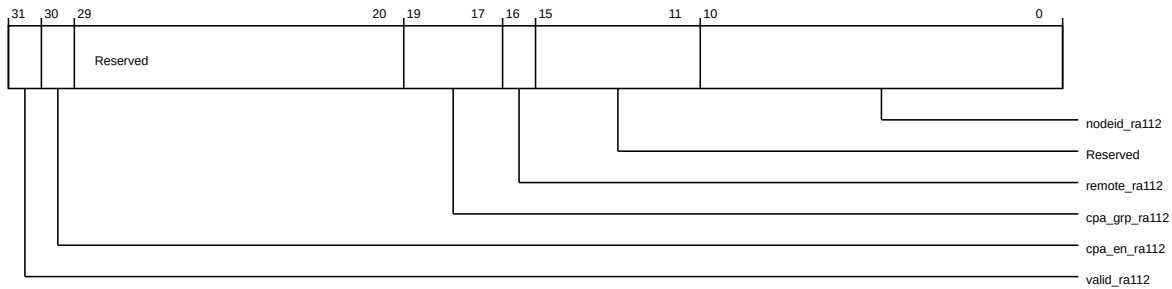 31 30 29 20 19 17 16 15 11 10 0
Reserved
nodeid_ra112
Reserved
remote_ra112
cpa_grp_ra112
cpa_en_ra112
valid_ra112